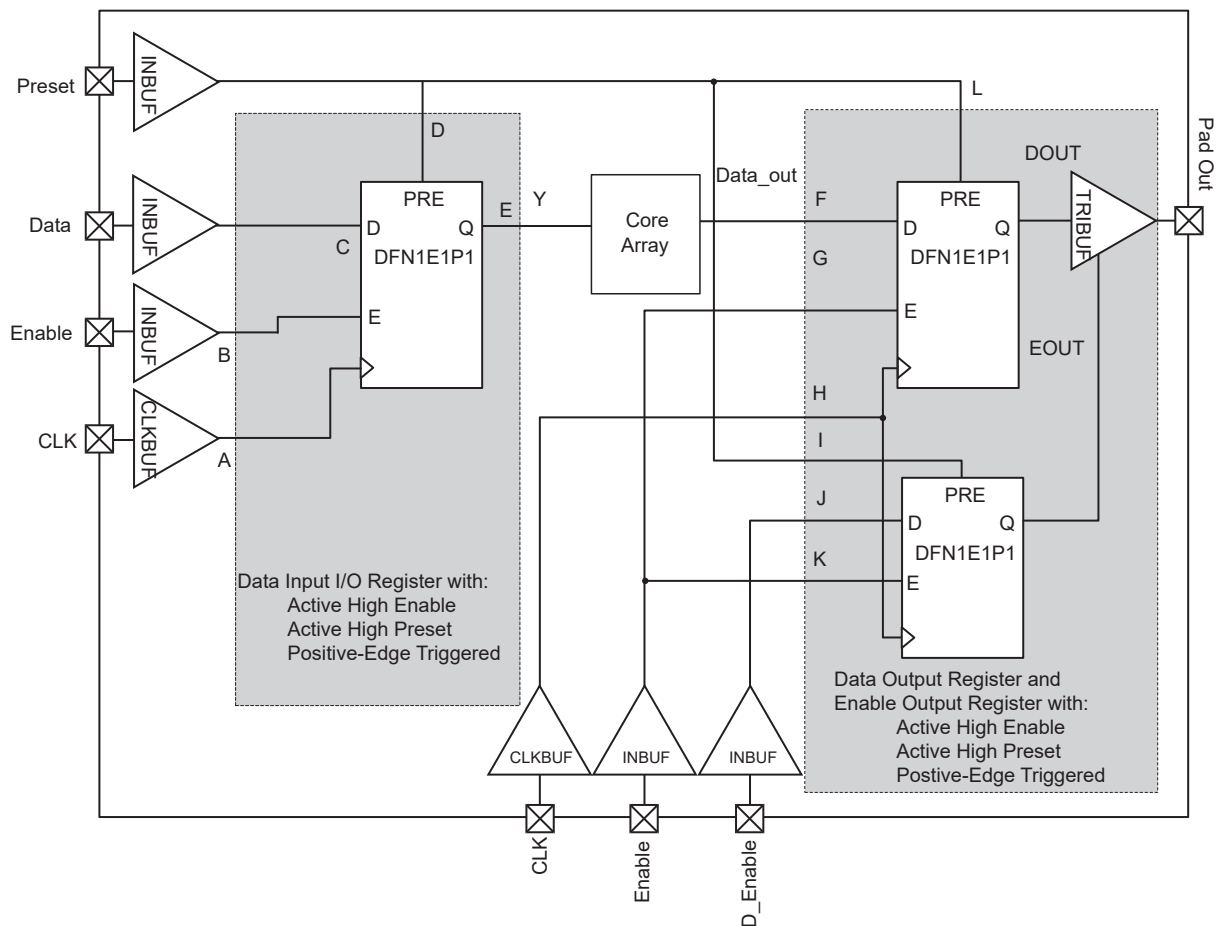 Preset
INBUF
L
D
Pad Out
DOUT
Data
INBUF
PRE
D
Q
C
DFN1E1P1
E
E
Y
Core
Array
Data_out
F
G
PRE
D
Q
DFN1E1P1
E
TRIBUF
EOUT
Enable
INBUF
B
CLK
CLKBUF
A
H
I
J
K
PRE
D
Q
DFN1E1P1
E
Data Input I/O Register with:
Active High Enable
Active High Preset
Positive-Edge Triggered
Data Output Register and
Enable Output Register with:
Active High Enable
Active High Preset
Postive-Edge Triggered
CLKBUF
INBUF
INBUF
CLK
Enable
D_Enable